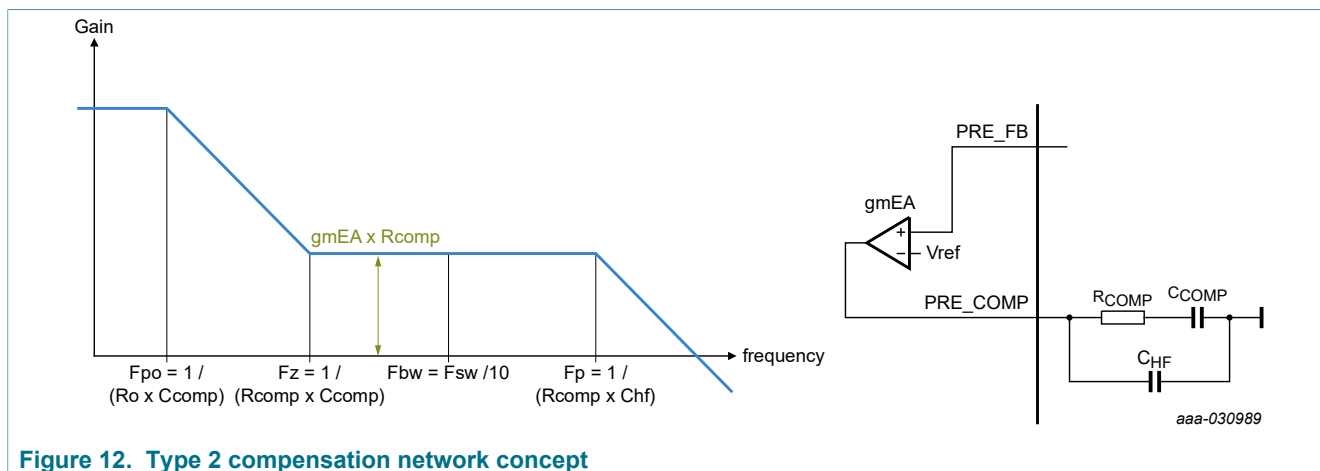 Gain
gmEA x Rcomp
frequency
Fpo = 1 /
(Ro x Ccomp)
Fz = 1 /
(Rcomp x Ccomp)
Fbw = Fsw /10
Fp = 1 /
(Rcomp x Chf)
PRE_FB
gmEA
+
−
Vref
PRE_COMP
RCOMP
CCOMP
CHF
aaa-030989
Figure 12. Type 2 compensation network concept